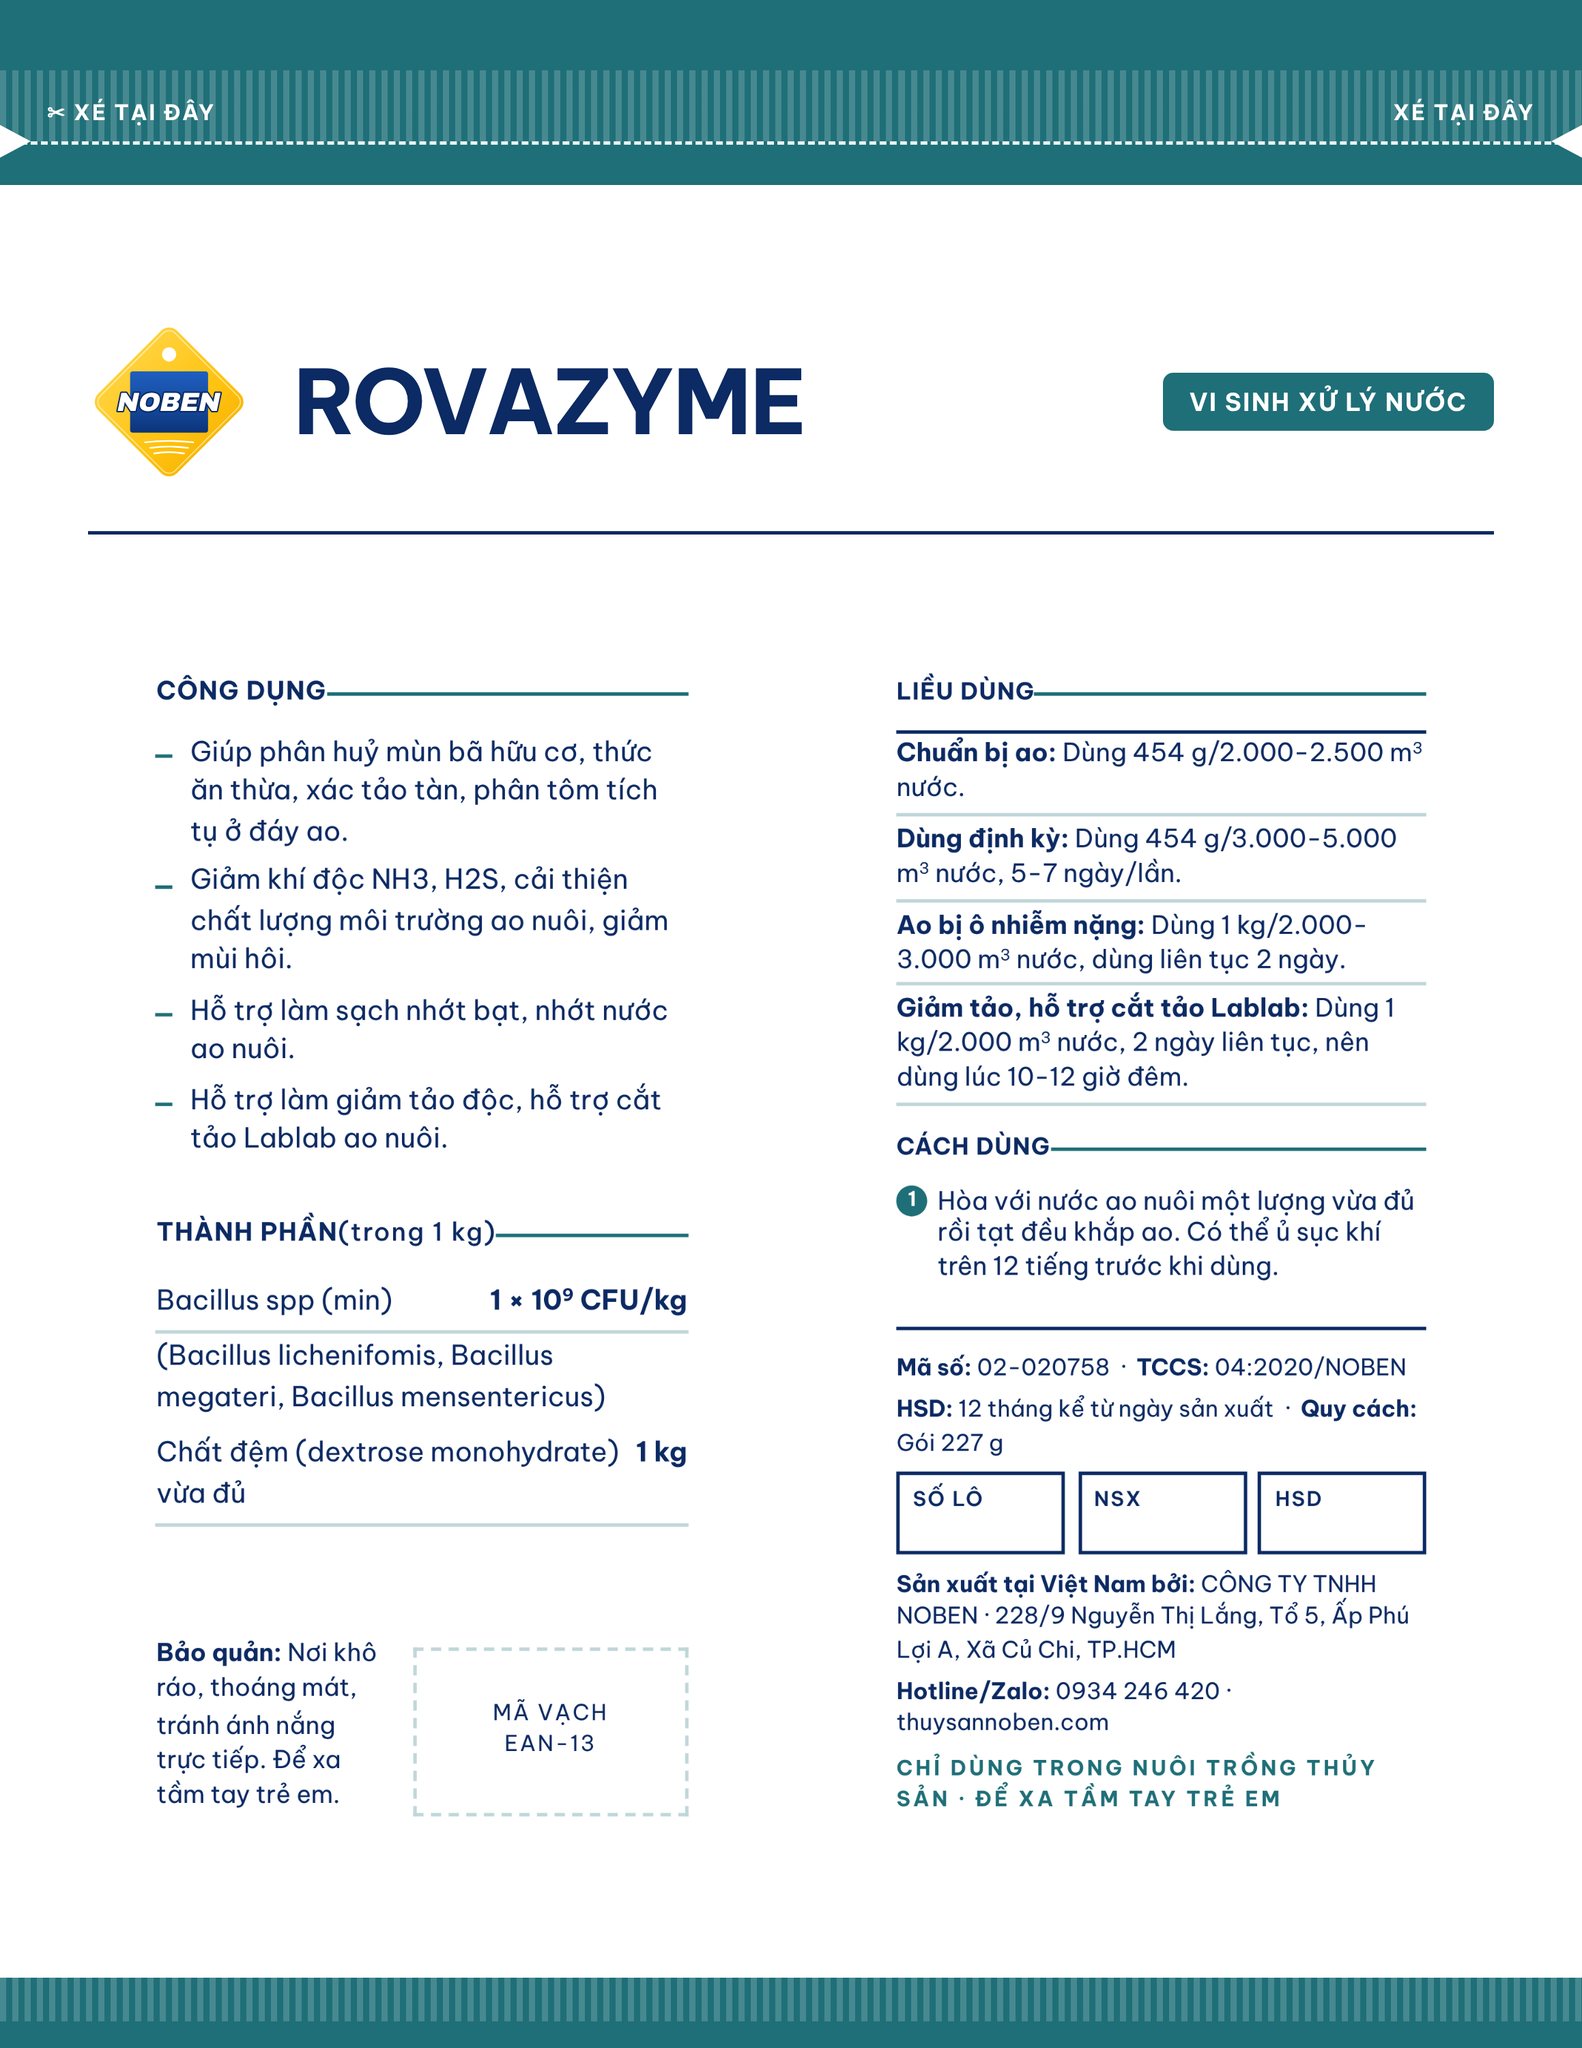 ✂ XÉ TẠI ĐÂY
XÉ TẠI ĐÂY
NOBEN
ROVAZYME
VI SINH XỬ LÝ NƯỚC
CÔNG DỤNG
– Giúp phân huỷ mùn bã hữu cơ, thức
ăn thừa, xác tảo tàn, phân tôm tích
tụ ở đáy ao.
– Giảm khí độc NH3, H2S, cải thiện
chất lượng môi trường ao nuôi, giảm
mùi hôi.
– Hỗ trợ làm sạch nhớt bạt, nhớt nước
ao nuôi.
– Hỗ trợ làm giảm tảo độc, hỗ trợ cắt
tảo Lablab ao nuôi.
THÀNH PHẦN(trong 1 kg)
Bacillus spp (min) 1 × 10⁹ CFU/kg
(Bacillus lichenifomis, Bacillus
megateri, Bacillus mensentericus)
Chất đệm (dextrose monohydrate) 1 kg
vừa đủ
Bảo quản: Nơi khô
ráo, thoáng mát,
tránh ánh nắng
trực tiếp. Để xa
tầm tay trẻ em.
MÃ VẠCH
EAN-13
LIỀU DÙNG
Chuẩn bị ao: Dùng 454 g/2.000-2.500 m³
nước.
Dùng định kỳ: Dùng 454 g/3.000-5.000
m³ nước, 5-7 ngày/lần.
Ao bị ô nhiễm nặng: Dùng 1 kg/2.000-
3.000 m³ nước, dùng liên tục 2 ngày.
Giảm tảo, hỗ trợ cắt tảo Lablab: Dùng 1
kg/2.000 m³ nước, 2 ngày liên tục, nên
dùng lúc 10-12 giờ đêm.
CÁCH DÙNG
1 Hòa với nước ao nuôi một lượng vừa đủ
rồi tạt đều khắp ao. Có thể ủ sục khí
trên 12 tiếng trước khi dùng.
Mã số: 02-020758 · TCCS: 04:2020/NOBEN
HSD: 12 tháng kể từ ngày sản xuất · Quy cách:
Gói 227 g
SỐ LÔ
NSX
HSD
Sản xuất tại Việt Nam bởi: CÔNG TY TNHH
NOBEN · 228/9 Nguyễn Thị Lắng, Tổ 5, Ấp Phú
Lợi A, Xã Củ Chi, TP.HCM
Hotline/Zalo: 0934 246 420 ·
thuysannoben.com
CHỈ DÙNG TRONG NUÔI TRỒNG THỦY
SẢN · ĐỂ XA TẦM TAY TRẺ EM